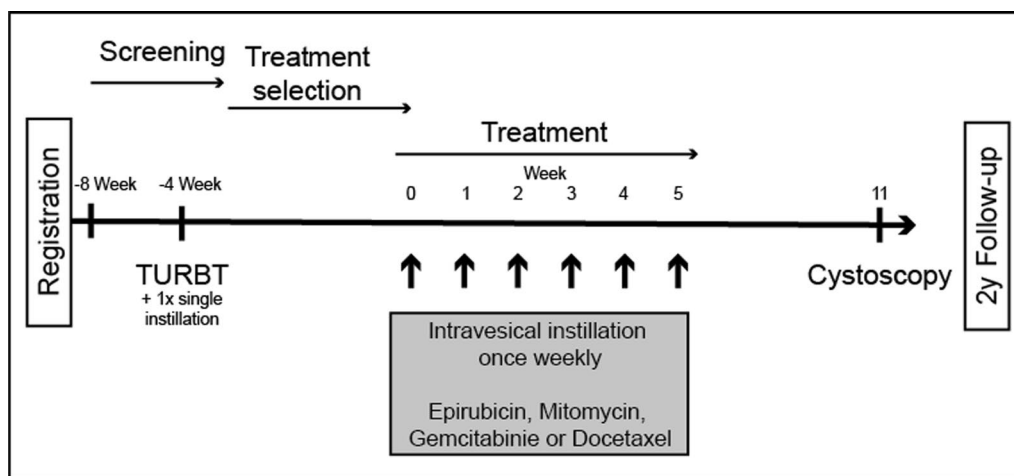 Registration
Screening
Treatment
selection
Treatment
Week
-8 Week
-4 Week
0
1
2
3
4
5
11
TURBT
+ 1x single
instillation
Cystoscopy
Intravesical instillation
once weekly
Epirubicin, Mitomycin,
Gemcitabinie or Docetaxel
2y Follow-up